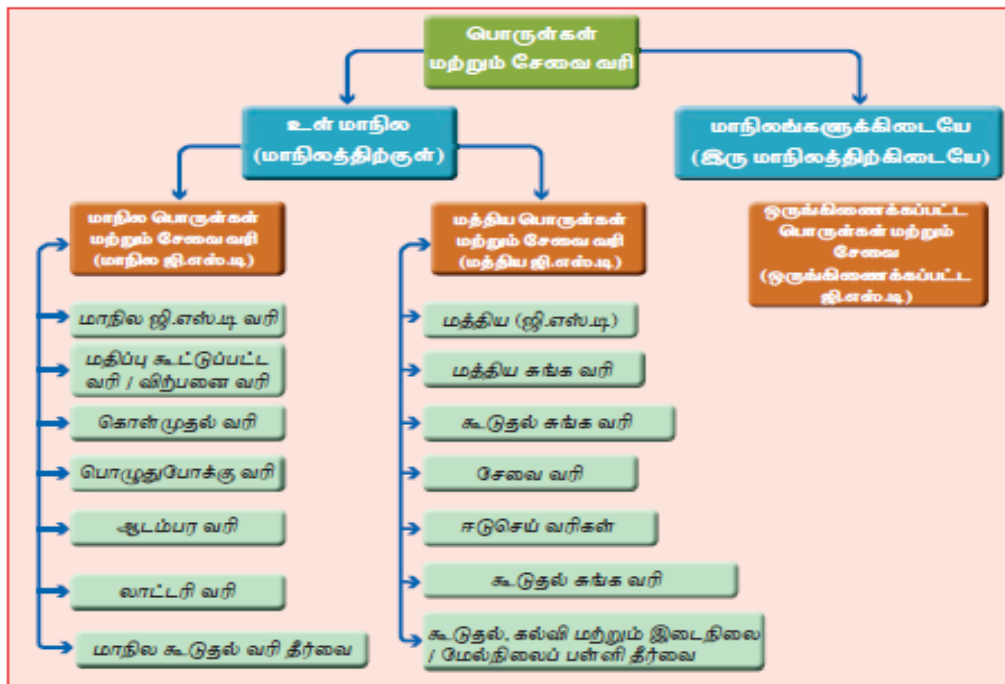 பொருள்கள்
மற்றும் சேவை வரி
உள் மாநில
(மாநிலத்திற்குள்)
மாநிலங்களுக்கிடையே
(இரு மாநிலத்திற்கிடையே)
மாநில பொருள்கள்
மற்றும் சேவை வரி
(மாநில ஜி.எஸ்.டி.)
மத்திய பொருள்கள்
மற்றும் சேவை வரி
(மத்திய ஜி.எஸ்.டி.)
ஒருங்கிணைக்கப்பட்ட
பொருள்கள் மற்றும்
சேவை
(ஒருங்கிணைக்கப்பட்ட
ஜி.எஸ்.டி.)
மாநில ஜி.எஸ்.டி வரி
மதிப்பு கூட்டுப்பட்ட
வரி / விற்பனை வரி
கொள்முதல் வரி
பொழுதுபோக்கு வரி
ஆடம்பர வரி
லாட்டரி வரி
மாநில கூடுதல் வரி தீர்வை
மத்திய (ஜி.எஸ்.டி)
மத்திய சுங்க வரி
கூடுதல் சுங்க வரி
சேவை வரி
ஈடுசெய் வரிகள்
கூடுதல் சுங்க வரி
கூடுதல், கல்வி மற்றும் இடைநிலை
/ மேல்நிலைப் பள்ளி தீர்வை